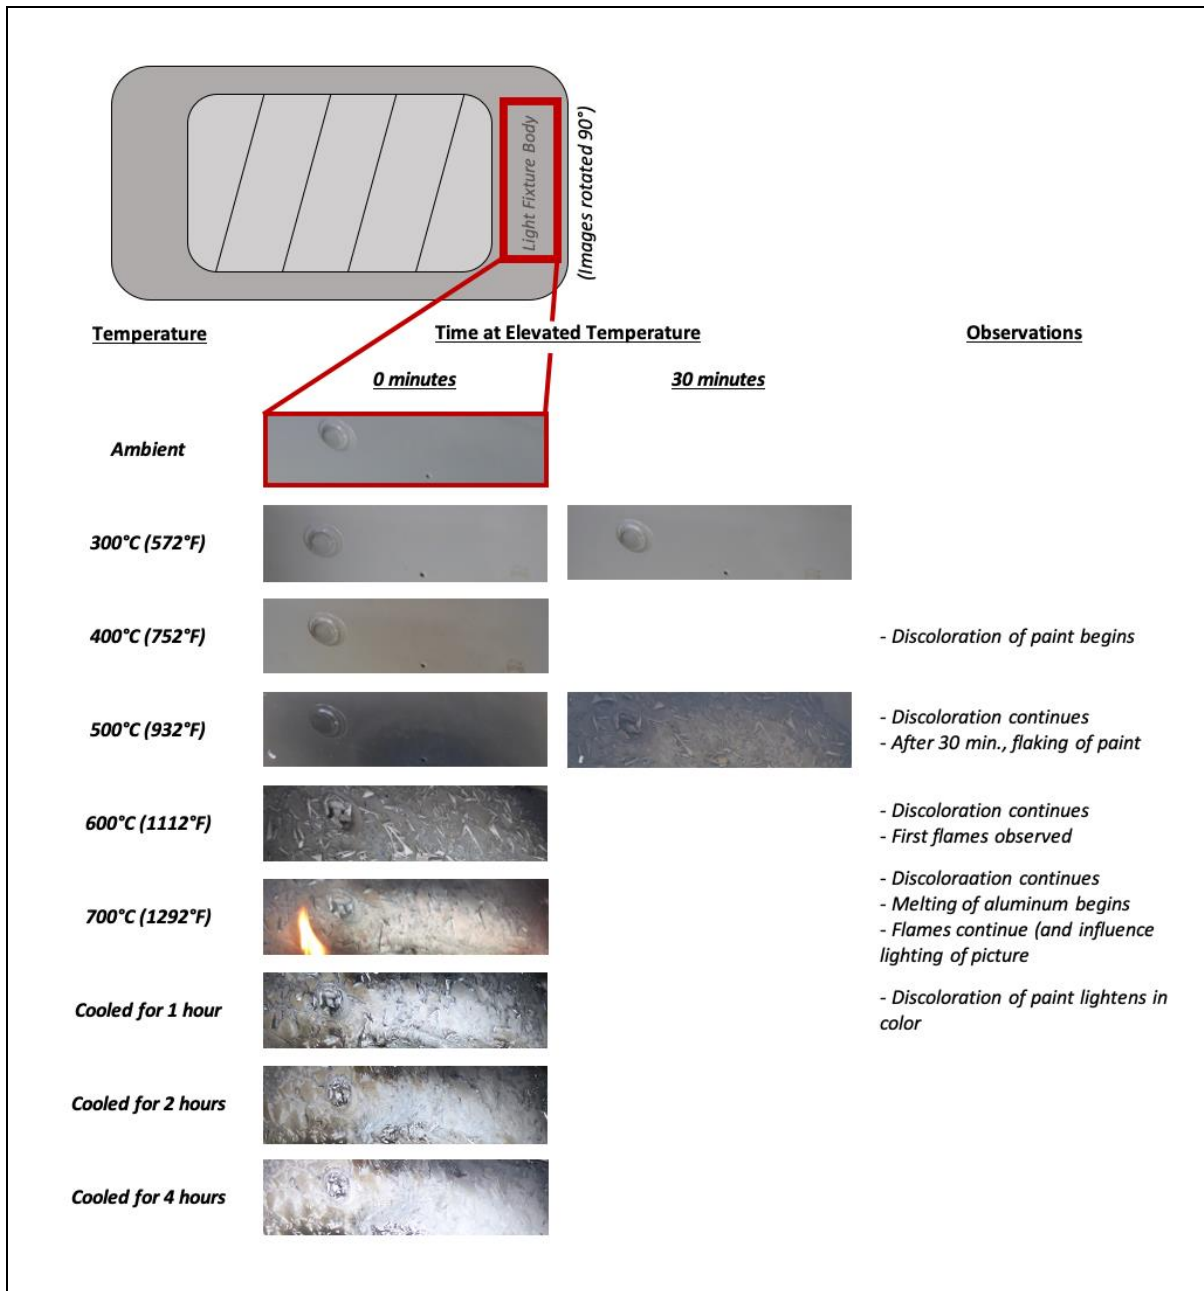 Light Fixture Body
(Images rotated 90°)
Temperature
Time at Elevated Temperature
Observations
0 minutes
30 minutes
Ambient
300°C (572°F)
400°C (752°F)
- Discoloration of paint begins
500°C (932°F)
- Discoloration continues
- After 30 min., flaking of paint
600°C (1112°F)
- Discoloration continues
- First flames observed
700°C (1292°F)
- Discoloraation continues
- Melting of aluminum begins
- Flames continue (and influence
lighting of picture
Cooled for 1 hour
- Discoloration of paint lightens in
color
Cooled for 2 hours
Cooled for 4 hours